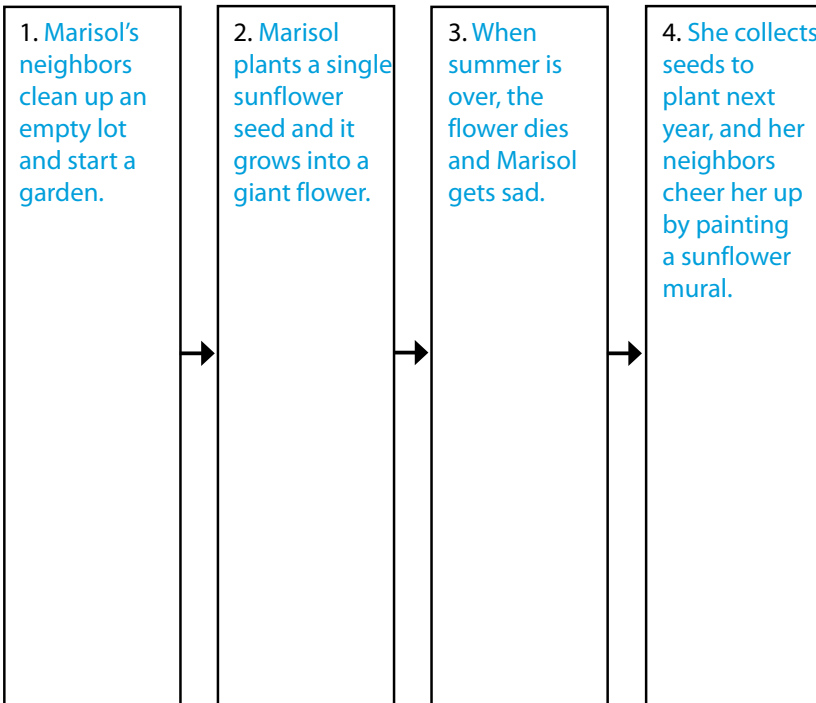 1. Marisol's
neighbors
clean up an
empty lot
and start a
garden.
2. Marisol
plants a single
sunflower
seed and it
grows into a
giant flower.
3. When
summer is
over, the
flower dies
and Marisol
gets sad.
4. She collects
seeds to
plant next
year, and her
neighbors
cheer her up
by painting
a sunflower
mural.